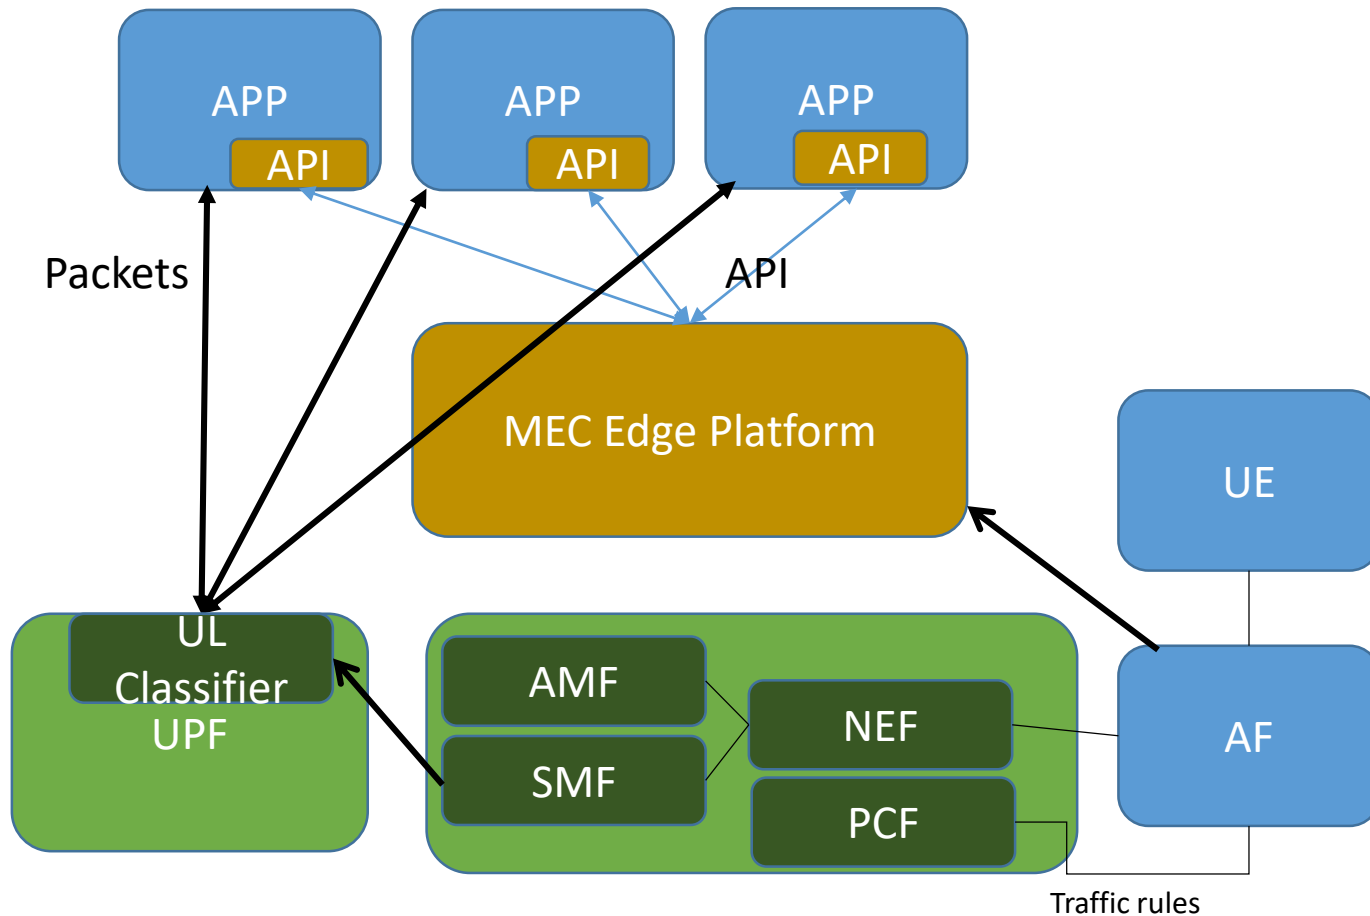 APP
API
APP
API
APP
API
Packets
API
MEC Edge Platform
UE
UL
Classifier
UPF
AMF
SMF
NEF
PCF
AF
Traffic rules